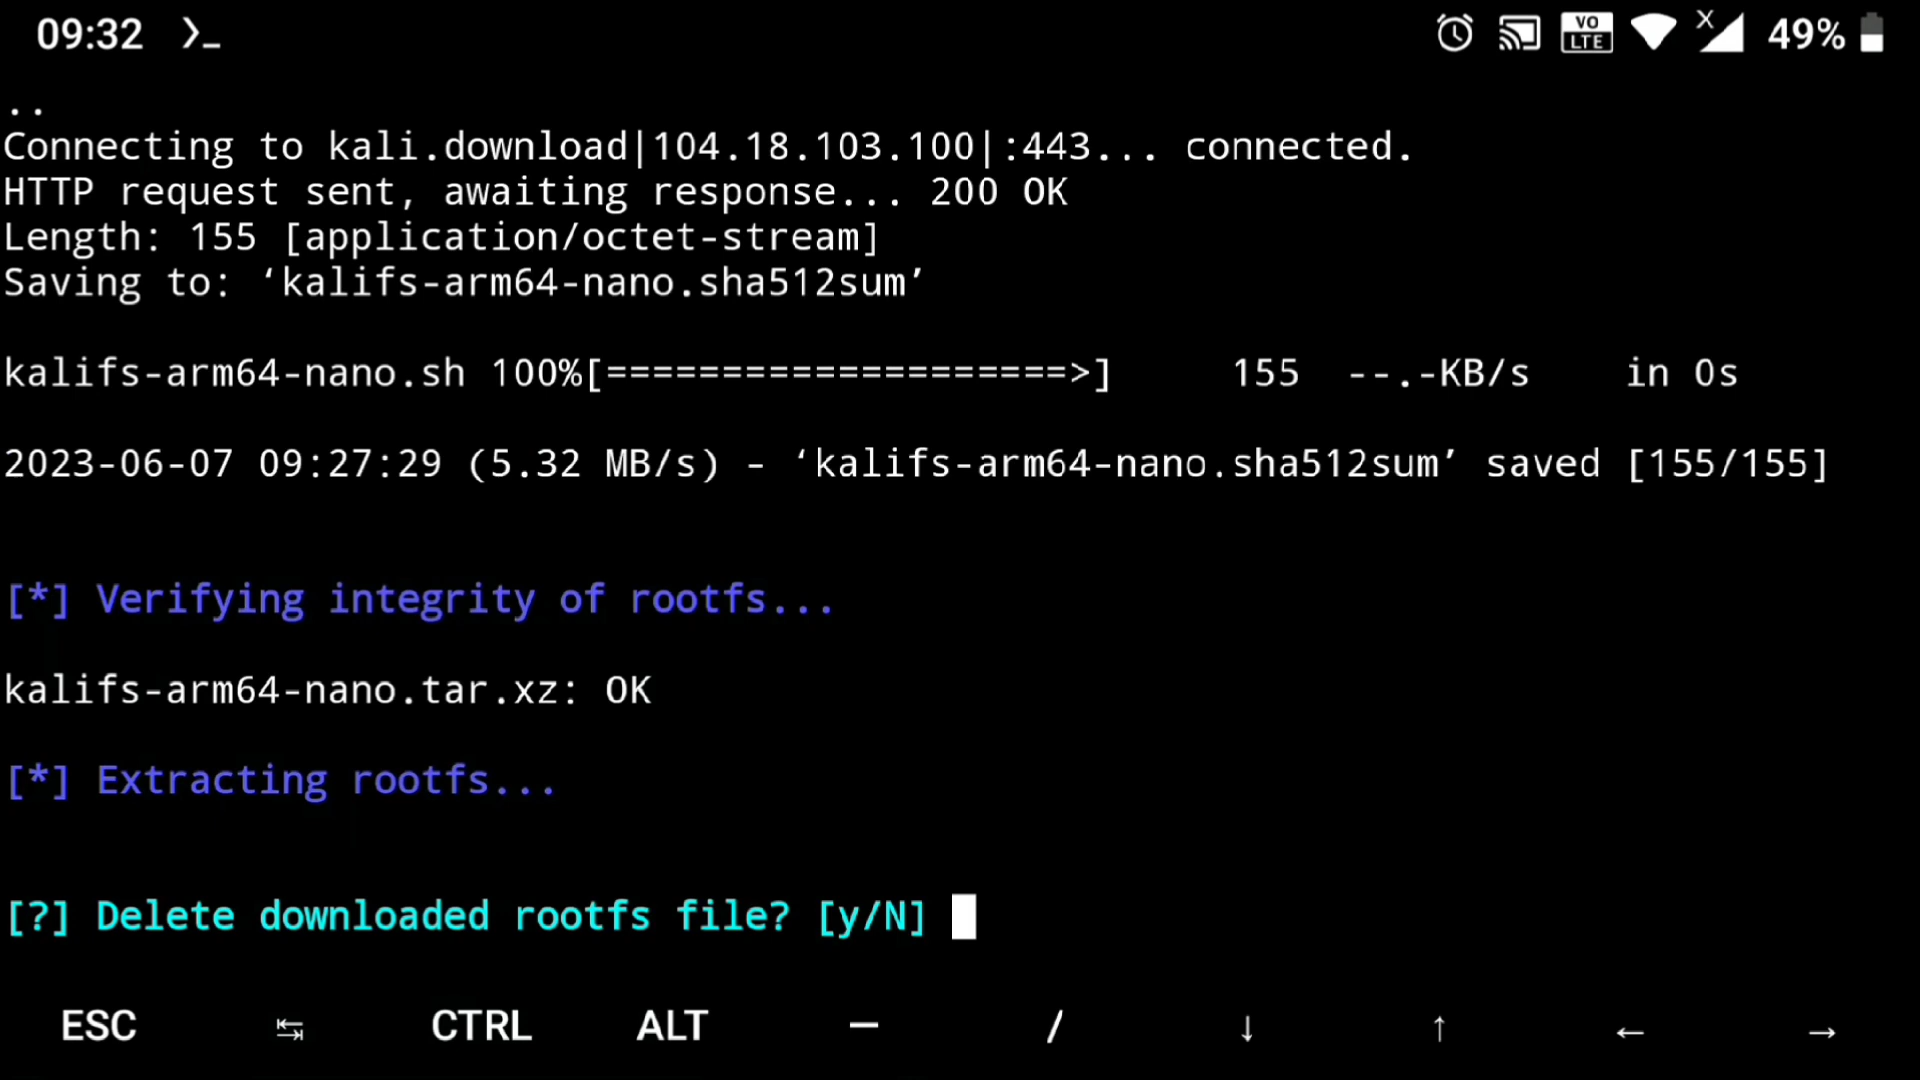 09:32 >_ X VO LTE 49%
..
Connecting to kali.download|104.18.103.100|:443... connected.
HTTP request sent, awaiting response... 200 OK
Length: 155 [application/octet-stream]
Saving to: ‘kalifs-arm64-nano.sha512sum’
kalifs-arm64-nano.sh 100%[====================>] 155 --.-KB/s in 0s
2023-06-07 09:27:29 (5.32 MB/s) - ‘kalifs-arm64-nano.sha512sum’ saved [155/155]
[*] Verifying integrity of rootfs...
kalifs-arm64-nano.tar.xz: OK
[*] Extracting rootfs...
[?] Delete downloaded rootfs file? [y/N]
ESC ↹ CTRL ALT — / ↓ ↑ ← →